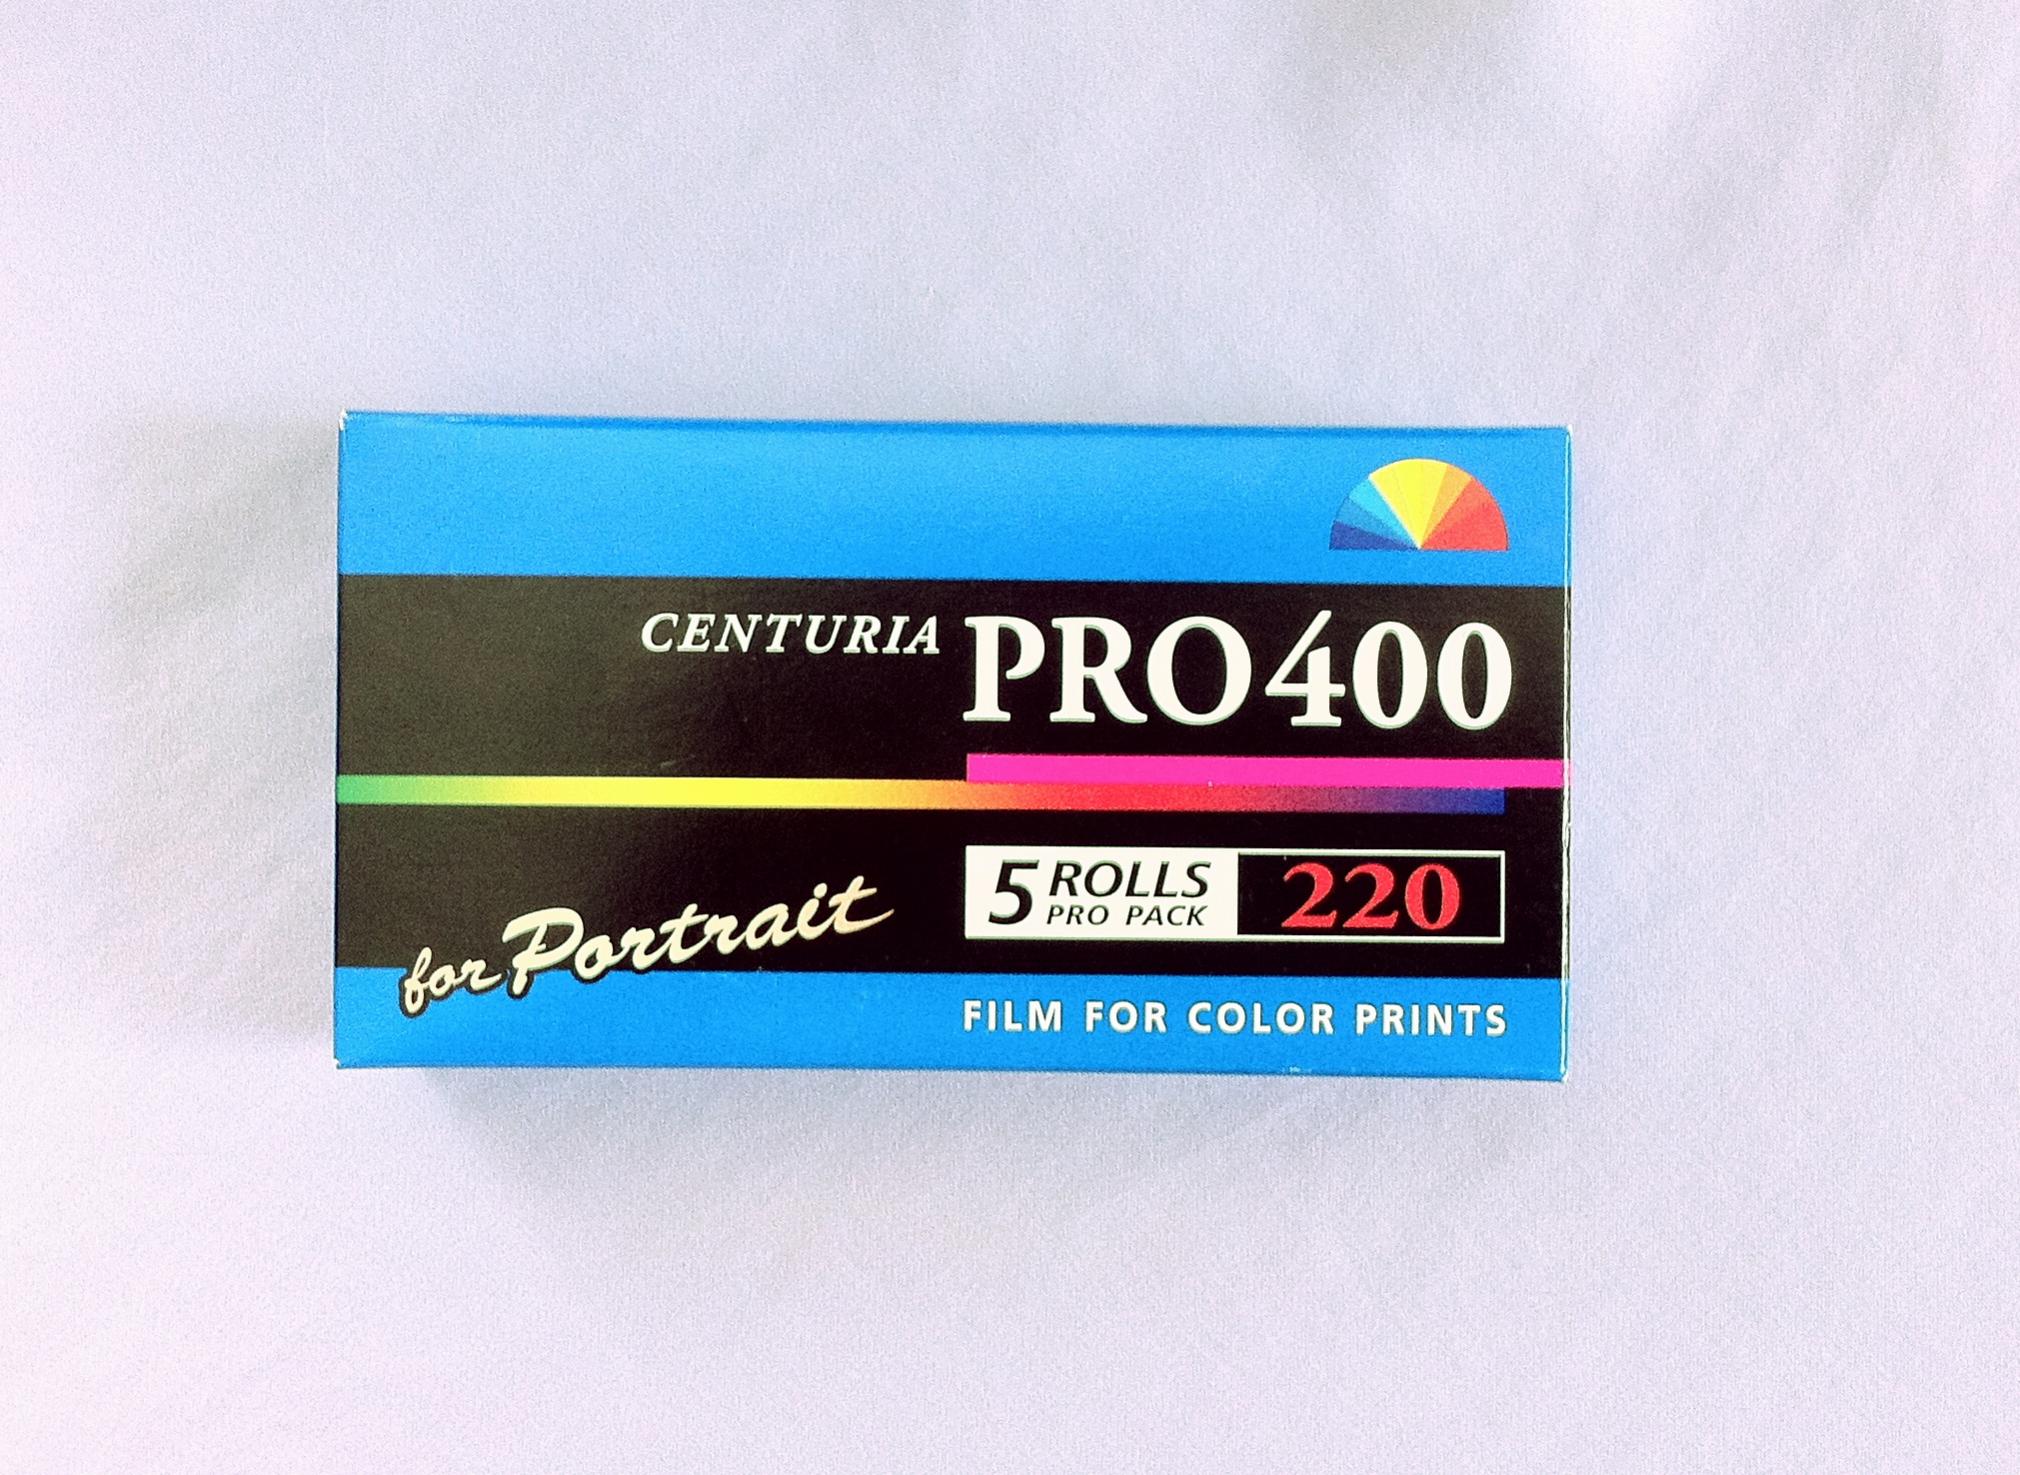 CENTURIA PRO400
5 ROLLS
PRO PACK
220
for Portrait
FILM FOR COLOR PRINTS